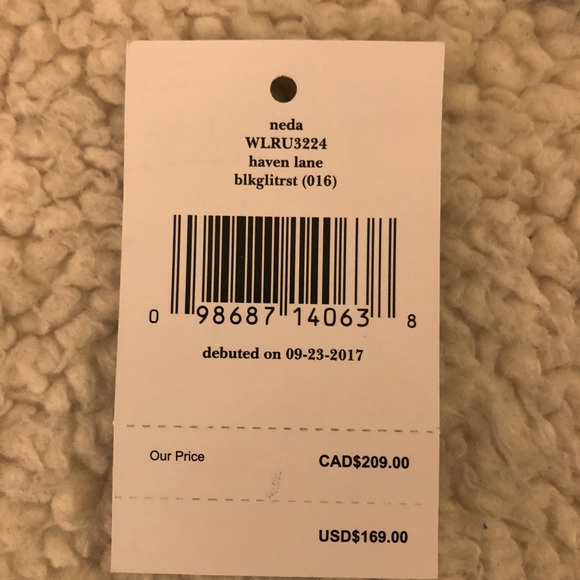 neda
WLRU3224
haven lane
blkglitrst (016)
0 98687 14063 8
debuted on 09-23-2017
Our Price CAD$209.00
USD$169.00